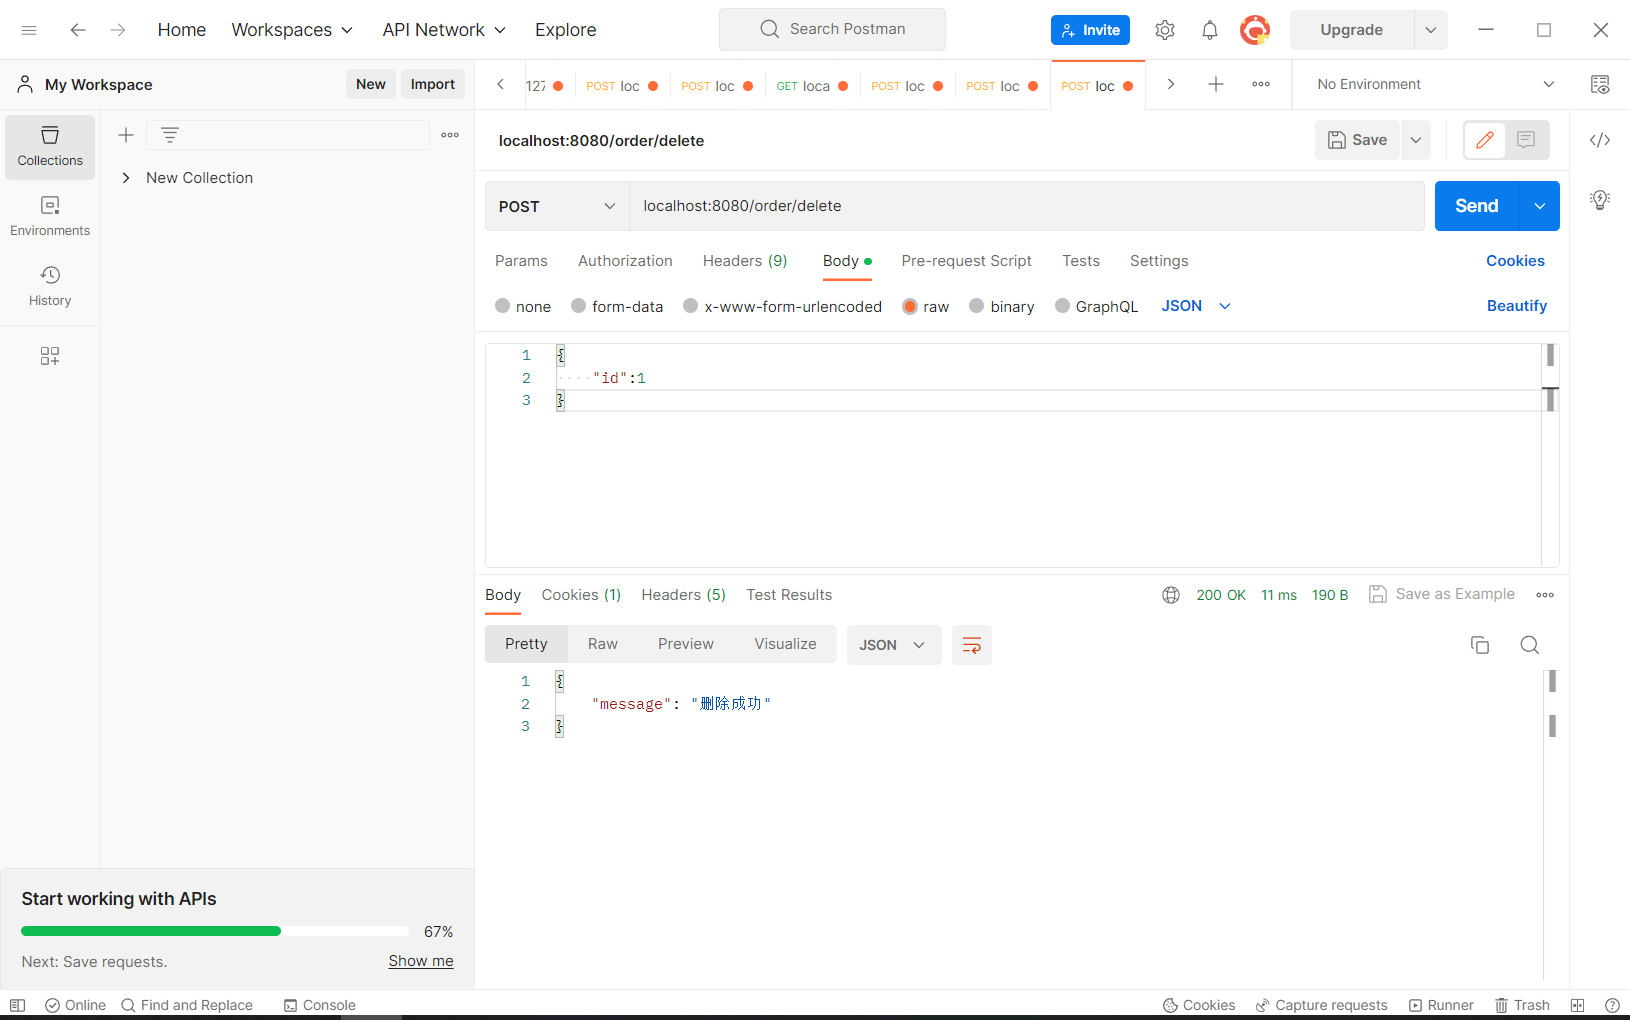 Home Workspaces API Network Explore Search Postman Invite Upgrade
My Workspace New Import 127 POST loc POST loc GET loca POST loc POST loc POST loc No Environment
Collections
Environments
History
New Collection
localhost:8080/order/delete Save
POST localhost:8080/order/delete Send
Params Authorization Headers (9) Body Pre-request Script Tests Settings Cookies
none form-data x-www-form-urlencoded raw binary GraphQL JSON Beautify
1 {
2 "id":1
3 }
Body Cookies (1) Headers (5) Test Results 200 OK 11 ms 190 B Save as Example
Pretty Raw Preview Visualize JSON
1 {
2 "message": "删除成功"
3 }
Start working with APIs
67%
Next: Save requests. Show me
Online Find and Replace Console Cookies Capture requests Runner Trash